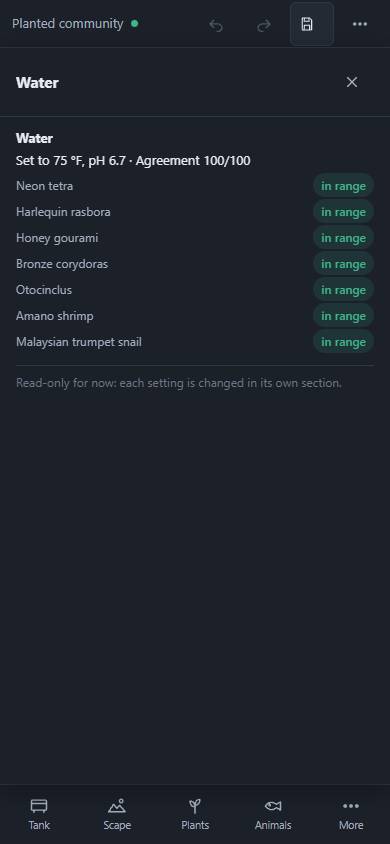 Planted community
Water
Water
Set to 75 °F, pH 6.7 · Agreement 100/100
Neon tetra in range
Harlequin rasbora in range
Honey gourami in range
Bronze corydoras in range
Otocinclus in range
Amano shrimp in range
Malaysian trumpet snail in range
Read-only for now: each setting is changed in its own section.
Tank Scape Plants Animals More